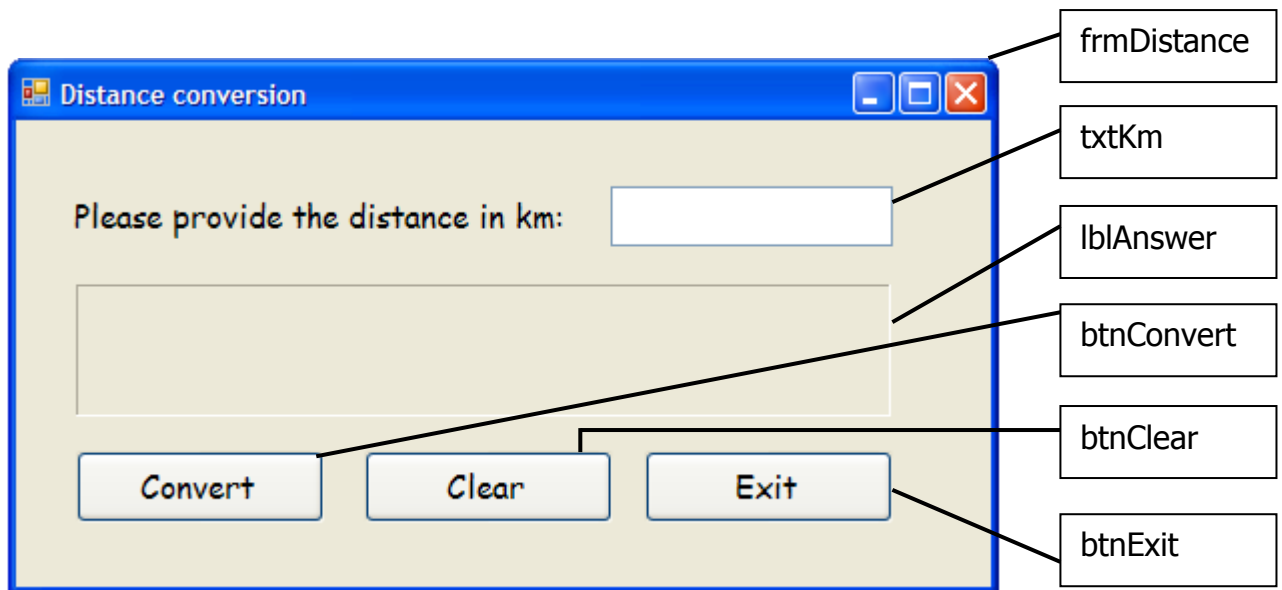 frmDistance
Distance conversion
txtKm
Please provide the distance in km:
lblAnswer
btnConvert
btnClear
Convert
Clear
Exit
btnExit